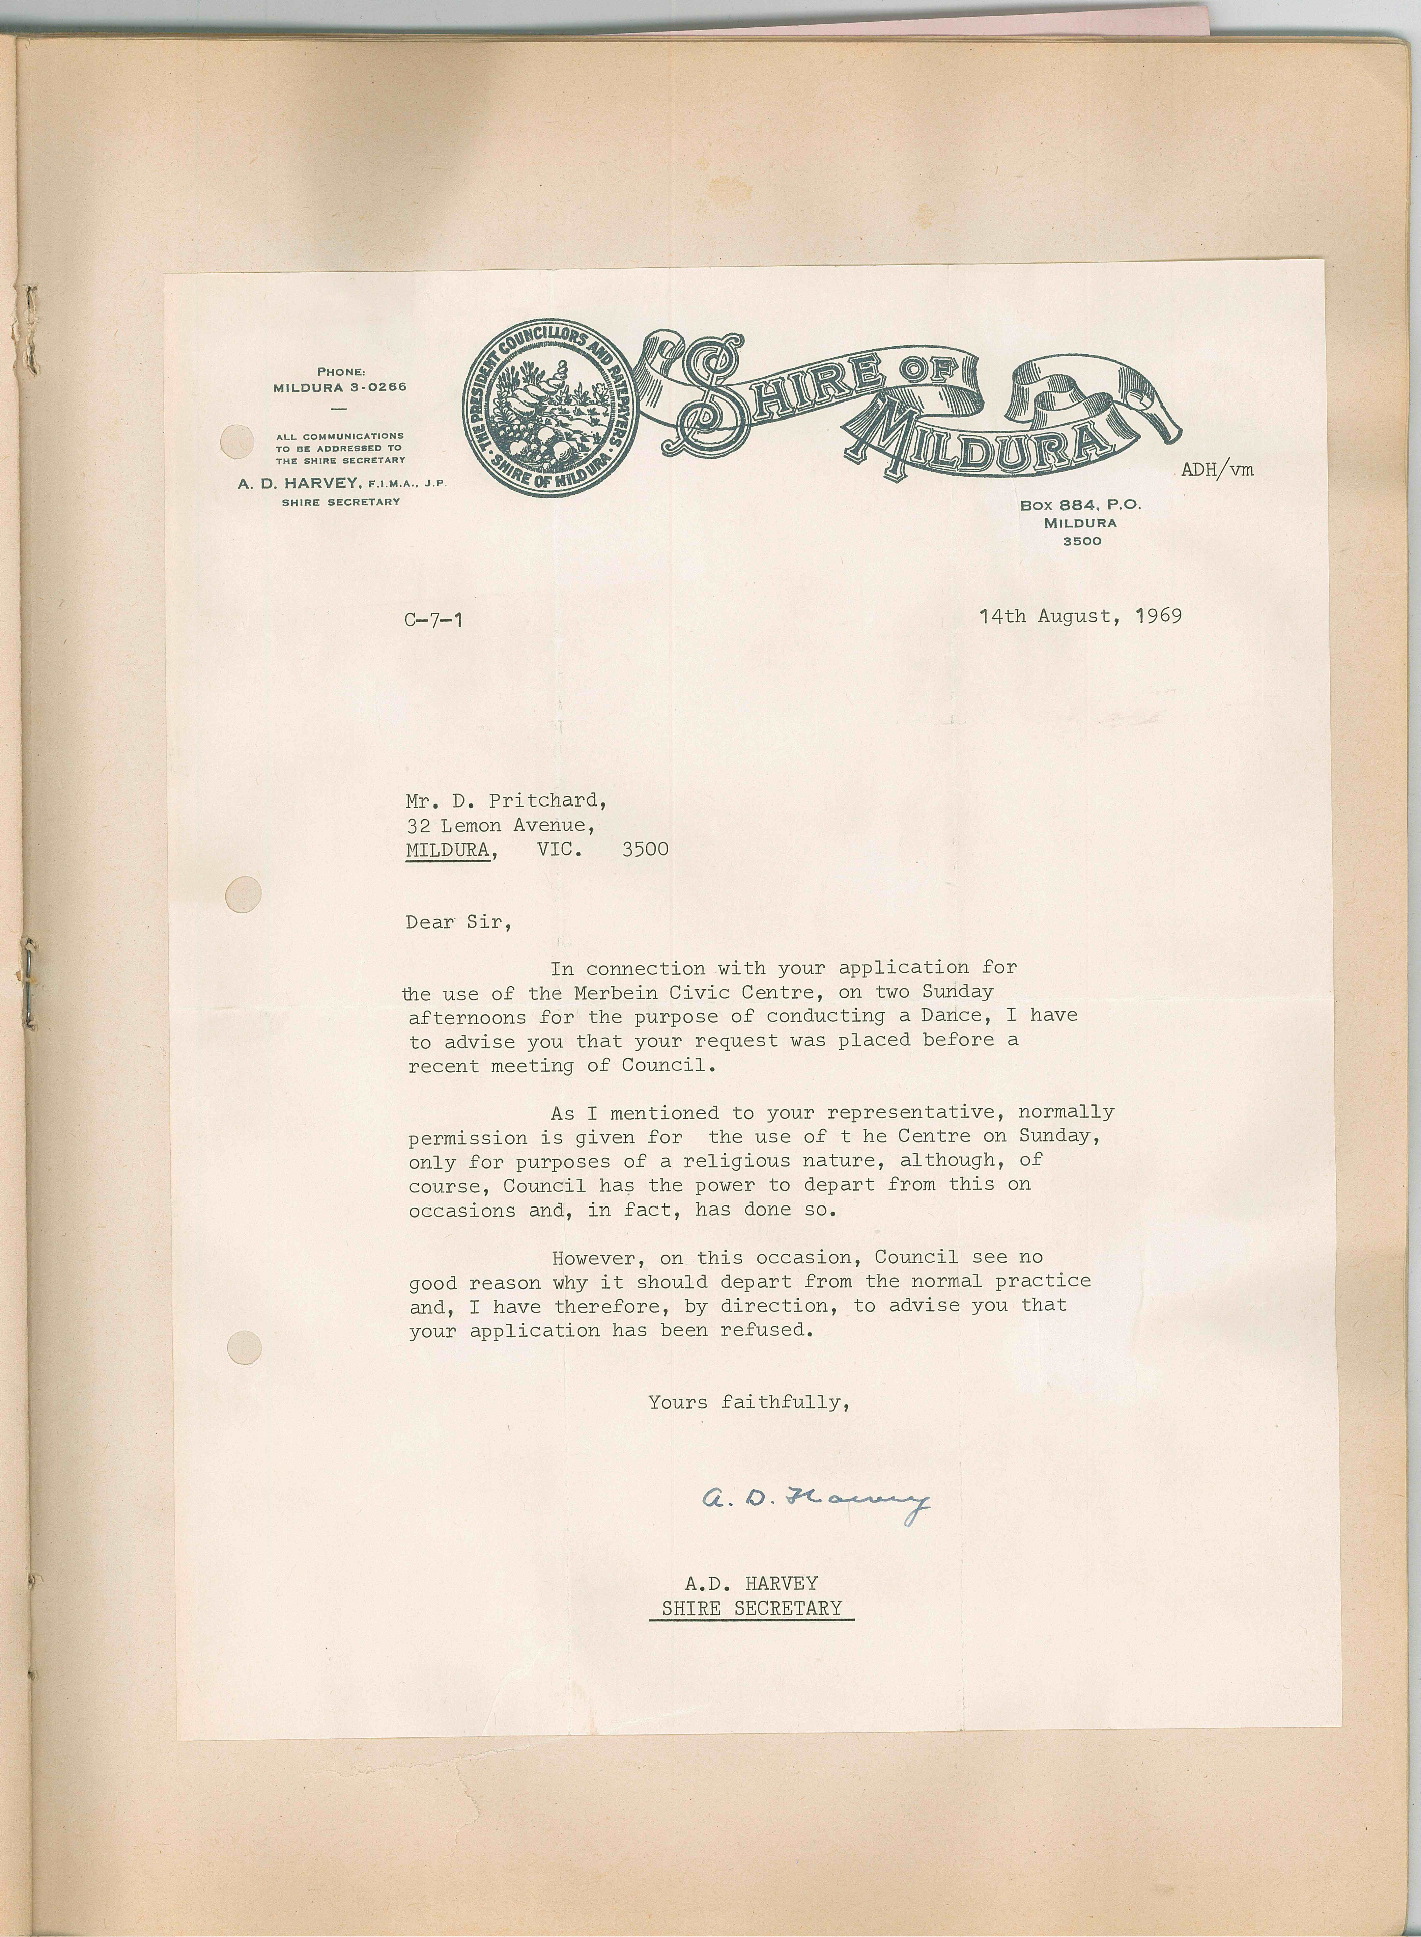 PHONE:
MILDURA 3-0266
—
ALL COMMUNICATIONS
TO BE ADDRESSED TO
THE SHIRE SECRETARY
A. D. HARVEY, F.I.M.A., J.P.
SHIRE SECRETARY
THE PRESIDENT COUNCILLORS AND RATEPAYERS
· SHIRE OF MILDURA ·
SHIRE OF
MILDURA
ADH/vm
BOX 884, P.O.
MILDURA
3500
C-7-1
14th August, 1969
Mr. D. Pritchard,
32 Lemon Avenue,
MILDURA, VIC. 3500
Dear Sir,
In connection with your application for
the use of the Merbein Civic Centre, on two Sunday
afternoons for the purpose of conducting a Dance, I have
to advise you that your request was placed before a
recent meeting of Council.
As I mentioned to your representative, normally
permission is given for the use of t he Centre on Sunday,
only for purposes of a religious nature, although, of
course, Council has the power to depart from this on
occasions and, in fact, has done so.
However, on this occasion, Council see no
good reason why it should depart from the normal practice
and, I have therefore, by direction, to advise you that
your application has been refused.
Yours faithfully,
A. D. Harvey
A.D. HARVEY
SHIRE SECRETARY